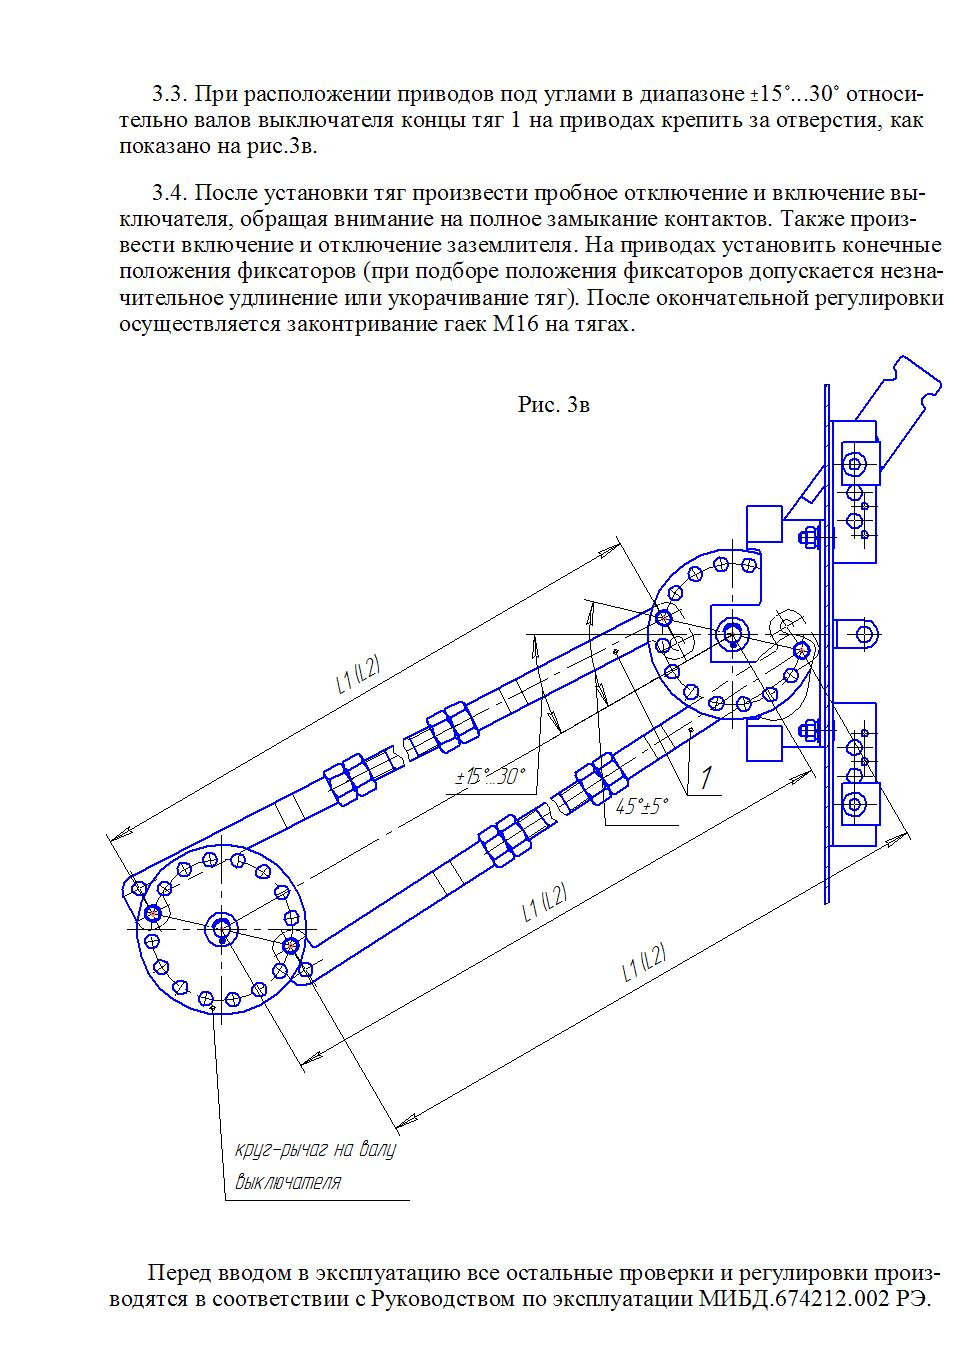 3.3. При расположении приводов под углами в диапазоне ±15˚...30˚ относи-
тельно валов выключателя концы тяг 1 на приводах крепить за отверстия, как
показано на рис.3в.
3.4. После установки тяг произвести пробное отключение и включение вы-
ключателя, обращая внимание на полное замыкание контактов. Также произ-
вести включение и отключение заземлителя. На приводах установить конечные
положения фиксаторов (при подборе положения фиксаторов допускается незна-
чительное удлинение или укорачивание тяг). После окончательной регулировки
осуществляется законтривание гаек М16 на тягах.
Рис. 3в
L1 (L2)
±15°...30°
1
45°±5°
L1 (L2)
L1 (L2)
круг-рычаг на валу
выключателя
Перед вводом в эксплуатацию все остальные проверки и регулировки произ-
водятся в соответствии с Руководством по эксплуатации МИБД.674212.002 РЭ.